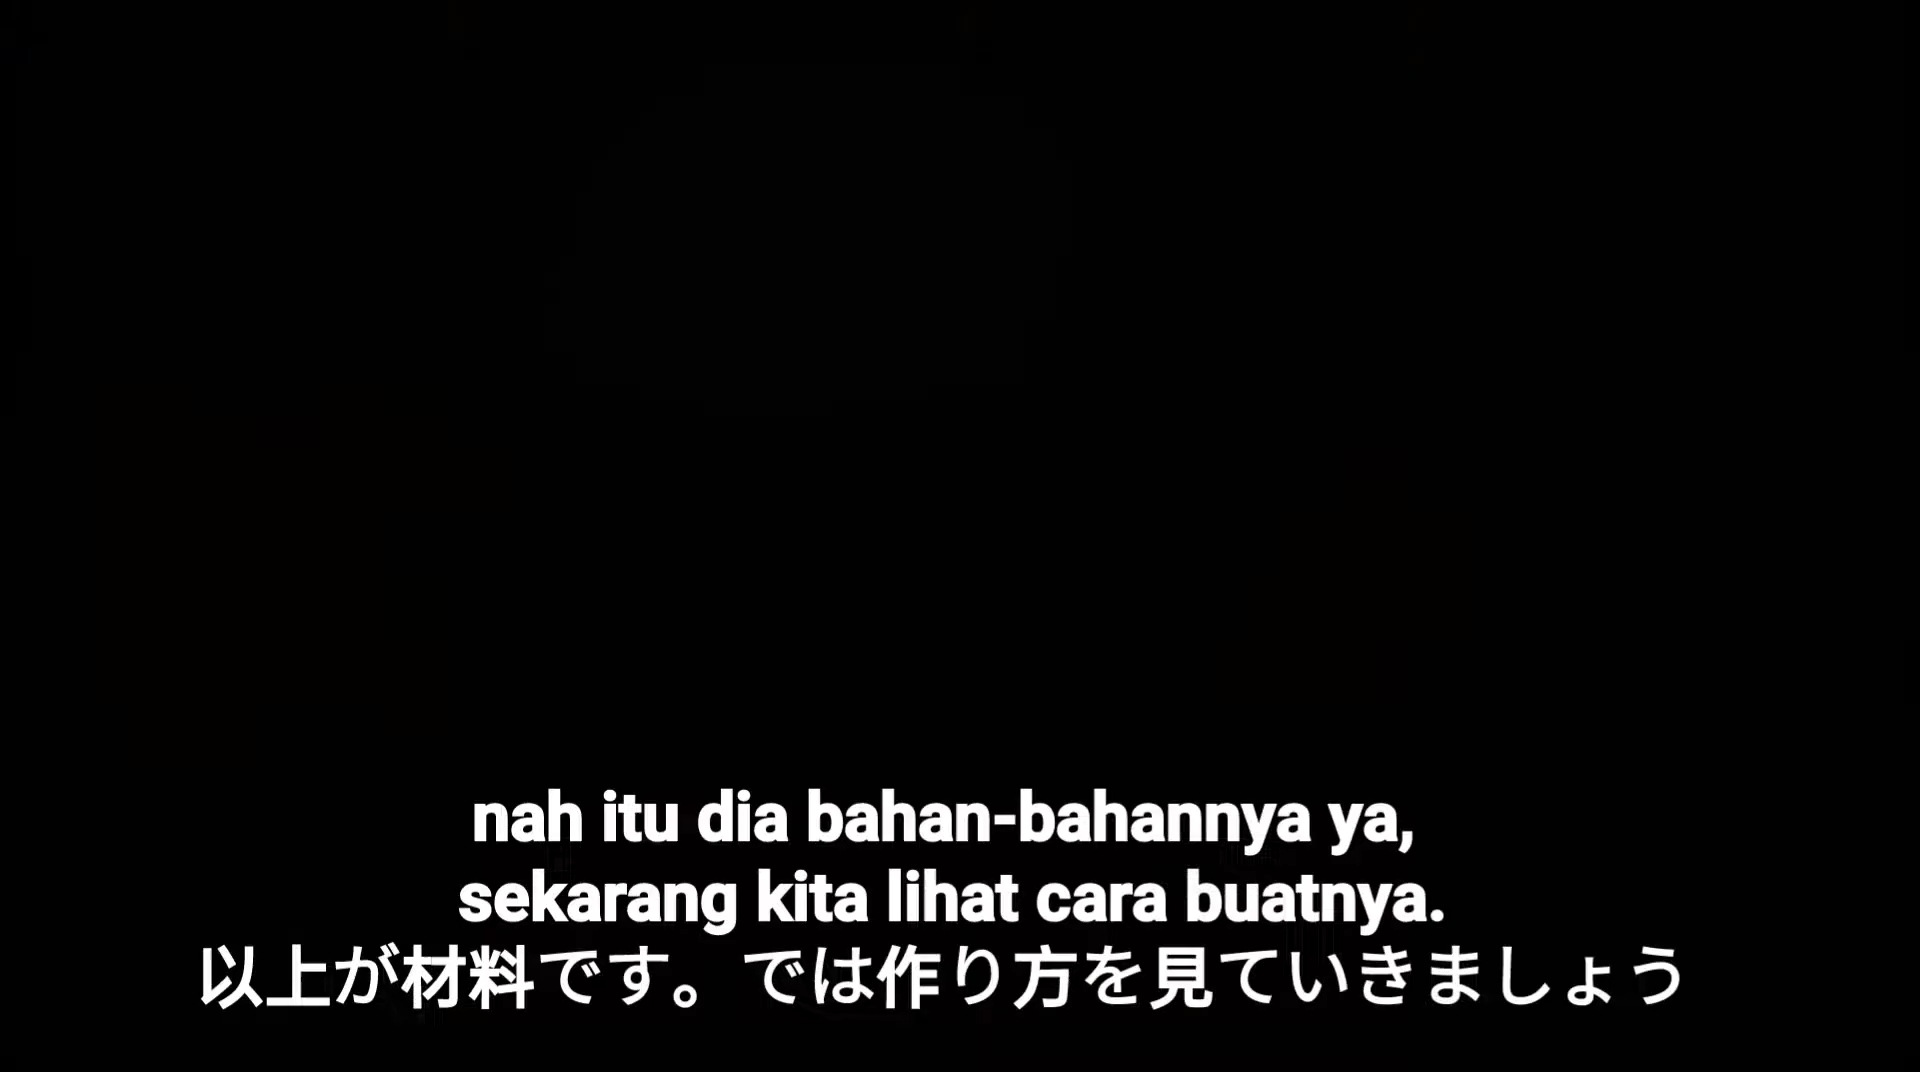 nah itu dia bahan-bahannya ya,
sekarang kita lihat cara buatnya.
以上が材料です。では作り方を見ていきましょう